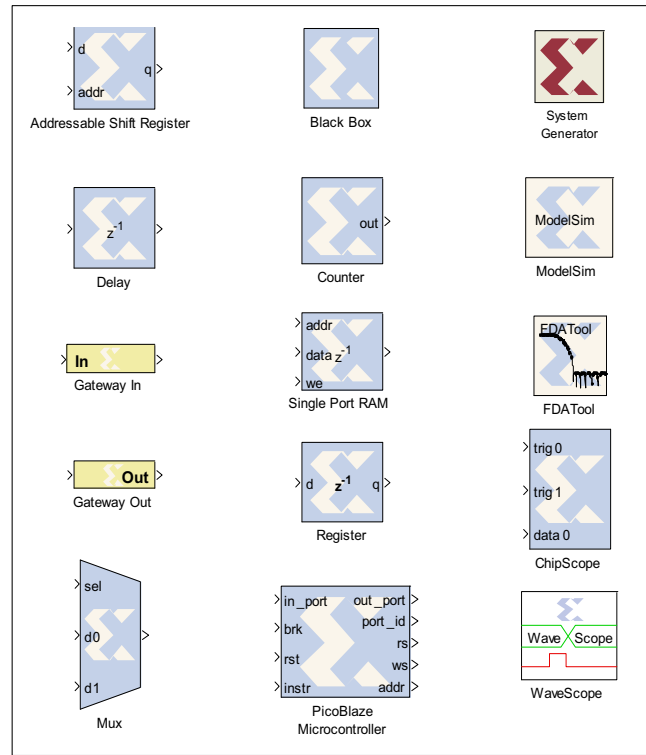 d
q
addr
Addressable Shift Register
Black Box
System
Generator
z-1
Delay
out
Counter
ModelSim
ModelSim
In
Gateway In
addr
data z-1
we
Single Port RAM
FDATool
FDATool
Out
Gateway Out
d z-1 q
Register
trig 0
trig 1
data 0
ChipScope
sel
d0
d1
Mux
in_port out_port
brk port_id
rs
rst ws
instr addr
PicoBlaze
Microcontroller
Wave Scope
WaveScope